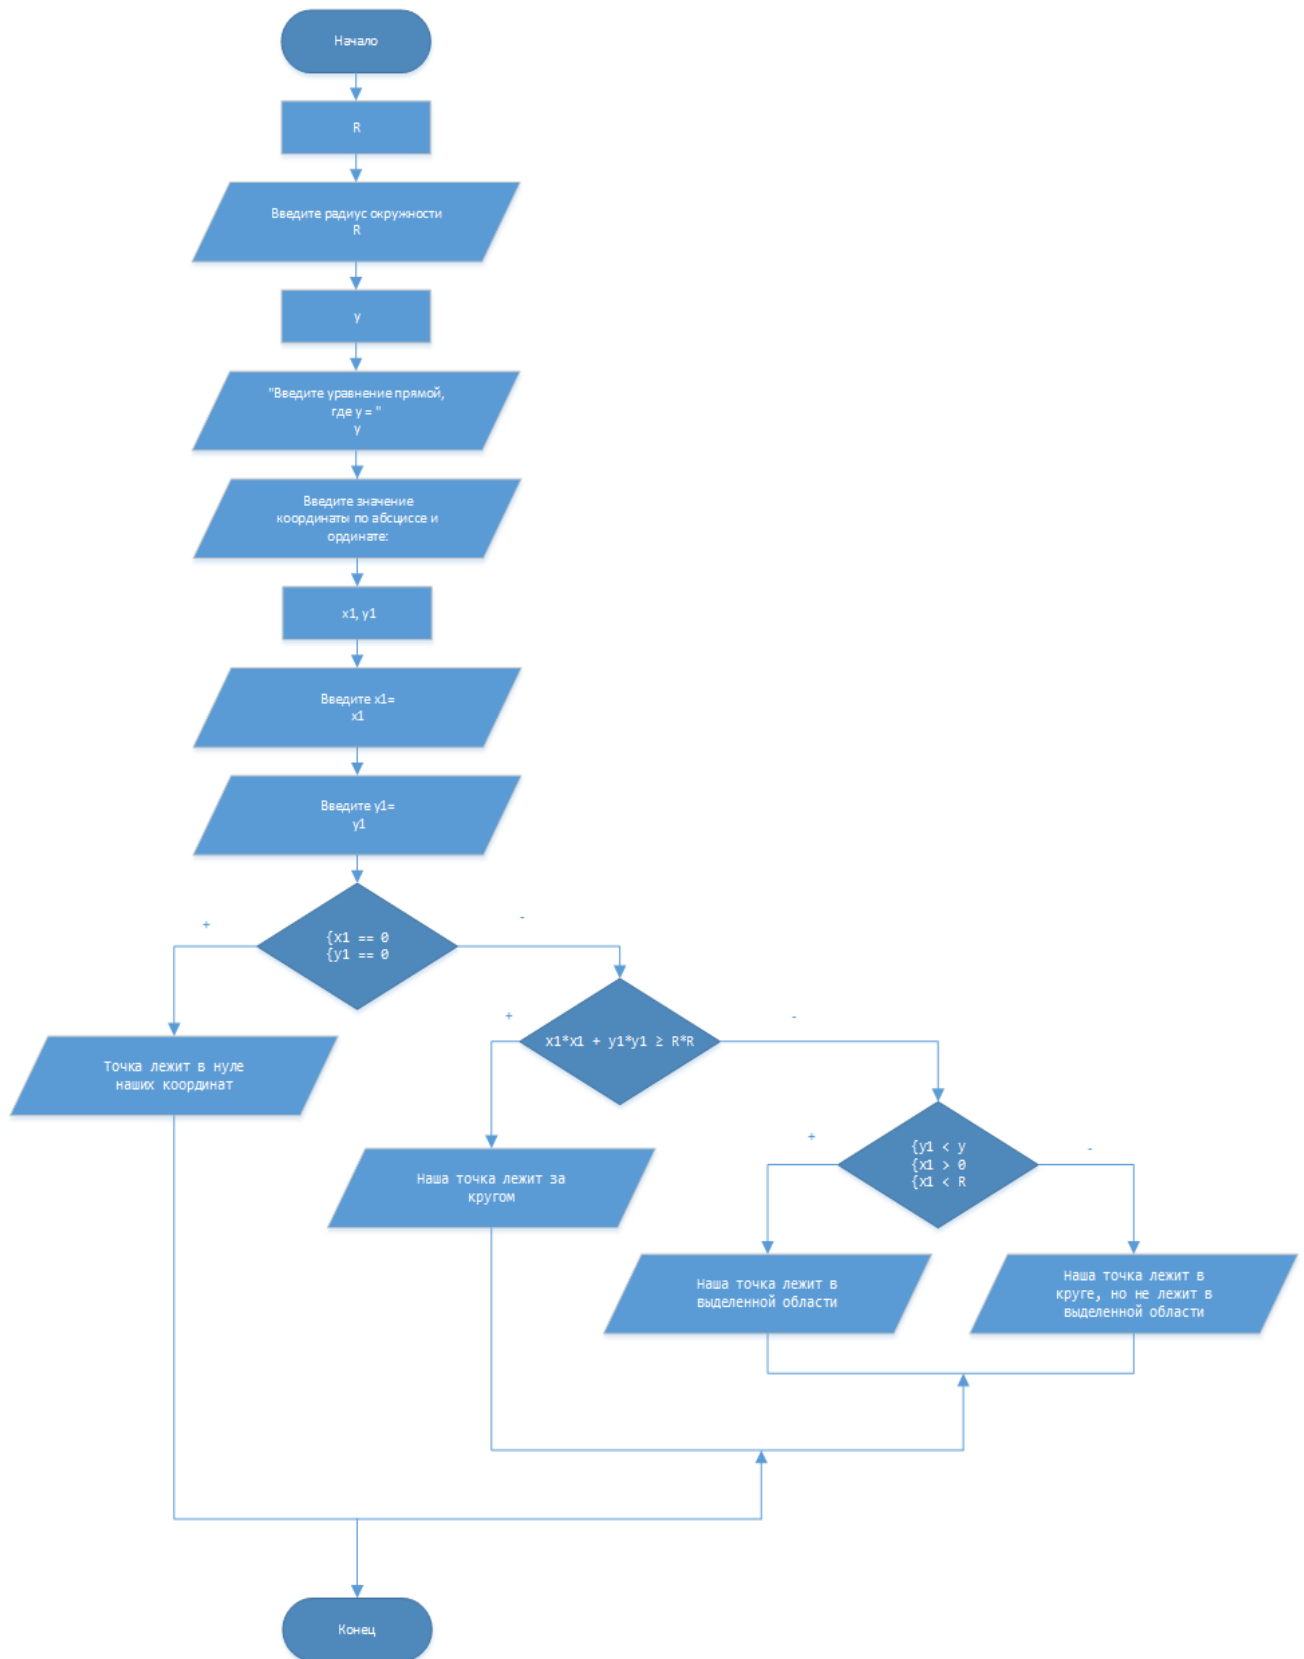 Начало
R
Введите радиус окружности
R
y
"Введите уравнение прямой,
где y = "
y
Введите значение
координаты по абсциссе и
ординате:
x1, y1
Введите x1=
x1
Введите y1=
y1
+
-
{x1 == 0
{y1 == 0
+
-
x1*x1 + y1*y1 ≥ R*R
Точка лежит в нуле
наших координат
+
-
{y1 < y
{x1 > 0
{x1 < R
Наша точка лежит за
кругом
Наша точка лежит в
выделенной области
Наша точка лежит в
круге, но не лежит в
выделенной области
Конец